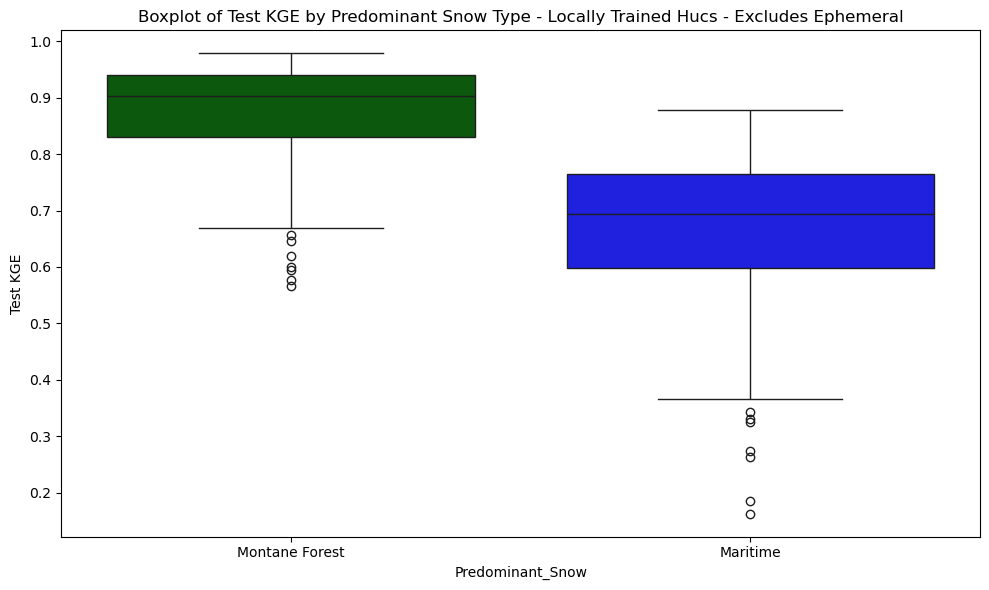 Boxplot of Test KGE by Predominant Snow Type - Locally Trained Hucs - Excludes Ephemeral
1.0
0.9
0.8
0.7
0.6
0.5
0.4
0.3
0.2
Test KGE
Montane Forest
Maritime
Predominant_Snow